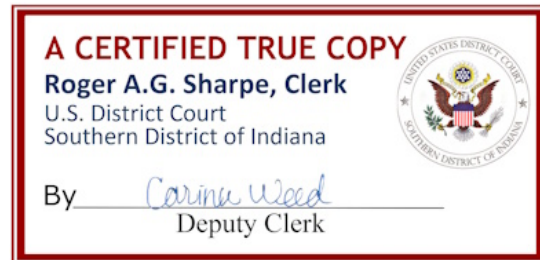 A CERTIFIED TRUE COPY
Roger A.G. Sharpe, Clerk
U.S. District Court
Southern District of Indiana
UNITED STATES DISTRICT COURT
SOUTHERN DISTRICT OF INDIANA
By Carina Weed
Deputy Clerk